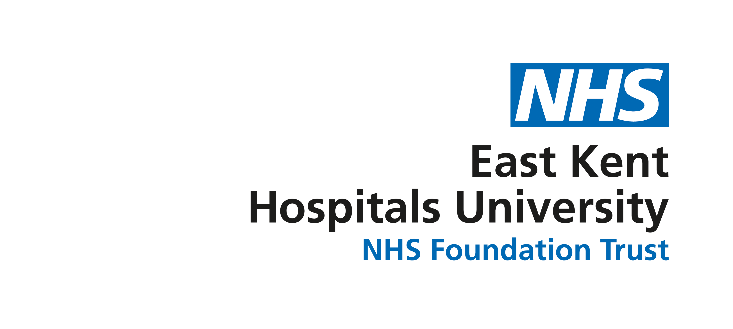 NHS
East Kent
Hospitals University
NHS Foundation Trust